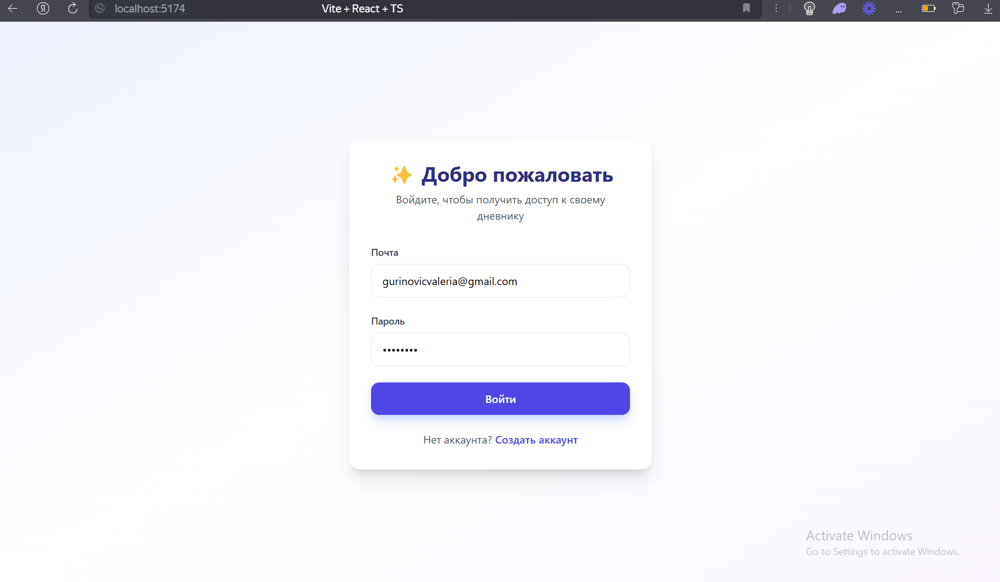 localhost:5174
Vite + React + TS
✨ Добро пожаловать
Войдите, чтобы получить доступ к своему
дневнику
Почта
gurinovicvaleria@gmail.com
Пароль
••••••••
Войти
Нет аккаунта? Создать аккаунт
Activate Windows
Go to Settings to activate Windows.